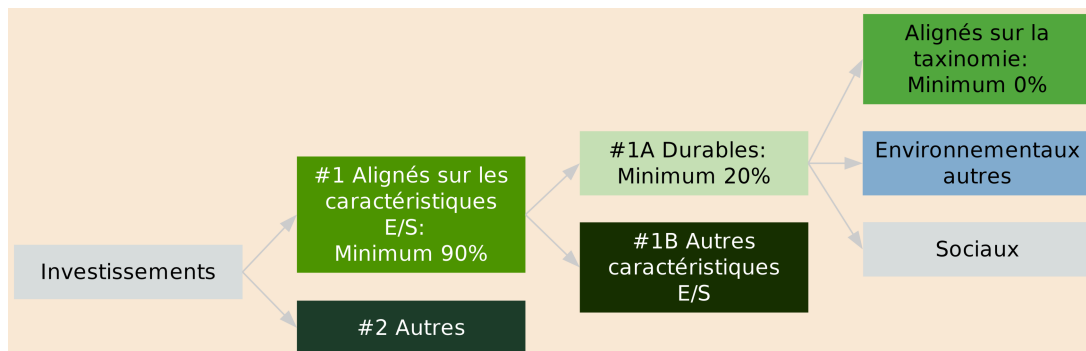 Investissements
#1 Alignés sur les
caractéristiques
E/S:
Minimum 90%
#2 Autres
#1A Durables:
Minimum 20%
#1B Autres
caractéristiques
E/S
Alignés sur la
taxinomie:
Minimum 0%
Environnementaux
autres
Sociaux